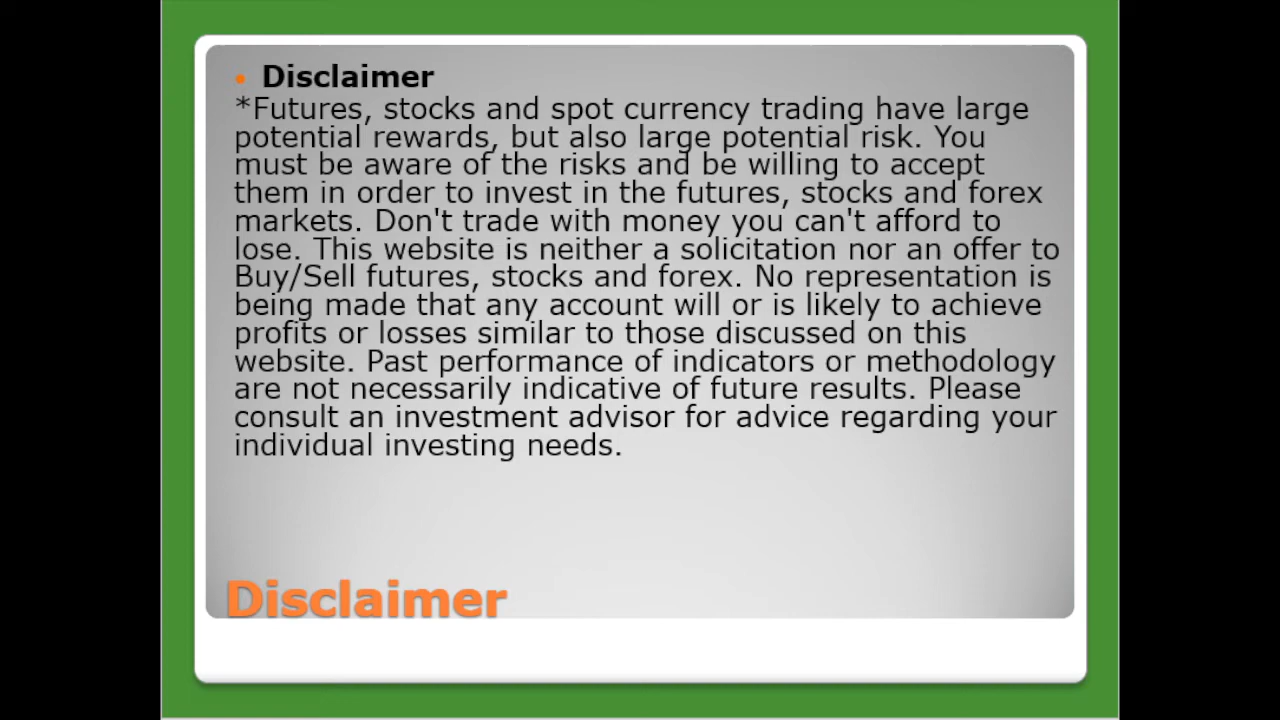 • Disclaimer
*Futures, stocks and spot currency trading have large
potential rewards, but also large potential risk. You
must be aware of the risks and be willing to accept
them in order to invest in the futures, stocks and forex
markets. Don't trade with money you can't afford to
lose. This website is neither a solicitation nor an offer to
Buy/Sell futures, stocks and forex. No representation is
being made that any account will or is likely to achieve
profits or losses similar to those discussed on this
website. Past performance of indicators or methodology
are not necessarily indicative of future results. Please
consult an investment advisor for advice regarding your
individual investing needs.
Disclaimer